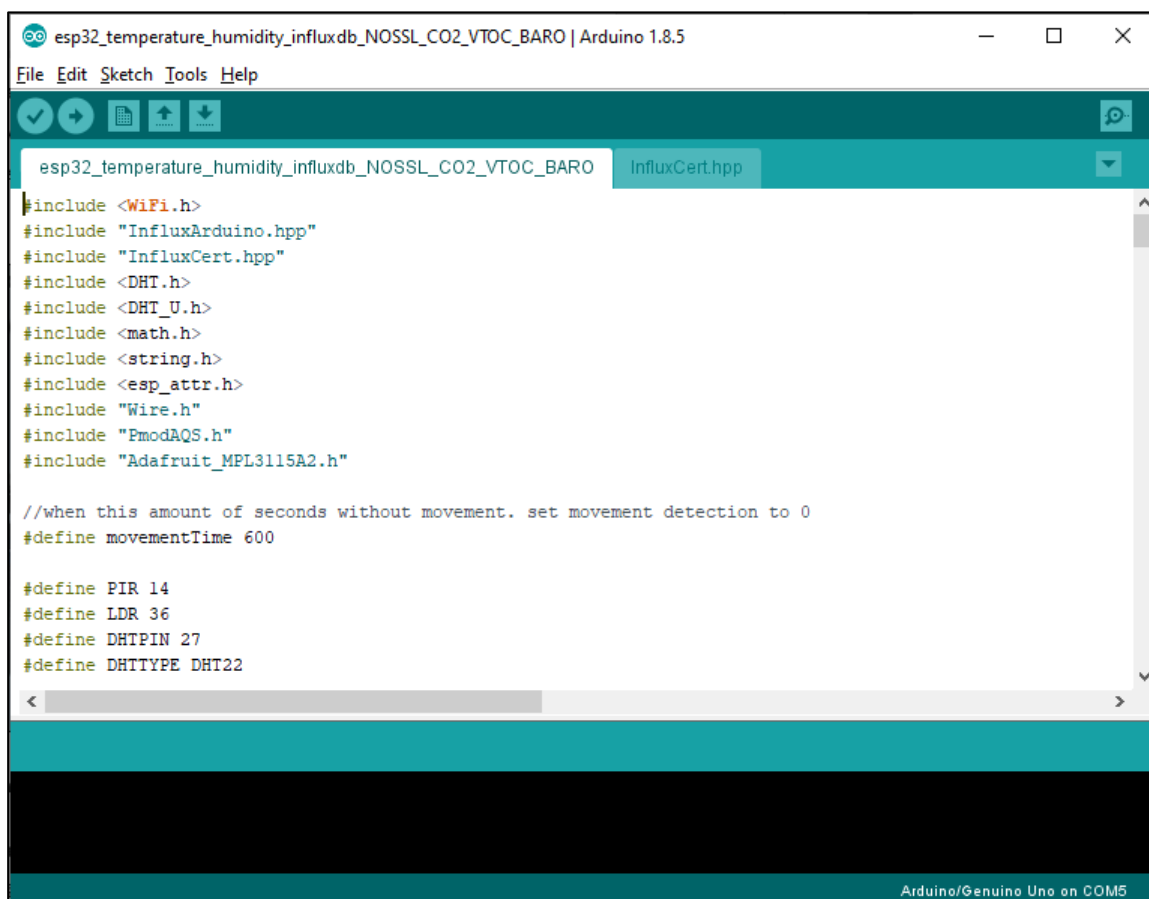 esp32_temperature_humidity_influxdb_NOSSL_CO2_VTOC_BARO | Arduino 1.8.5
File Edit Sketch Tools Help
esp32_temperature_humidity_influxdb_NOSSL_CO2_VTOC_BARO InfluxCert.hpp
#include <WiFi.h>
#include "InfluxArduino.hpp"
#include "InfluxCert.hpp"
#include <DHT.h>
#include <DHT_U.h>
#include <math.h>
#include <string.h>
#include <esp_attr.h>
#include "Wire.h"
#include "PmodAQS.h"
#include "Adafruit_MPL3115A2.h"
//when this amount of seconds without movement. set movement detection to 0
#define movementTime 600
#define PIR 14
#define LDR 36
#define DHTPIN 27
#define DHTTYPE DHT22
Arduino/Genuino Uno on COM5